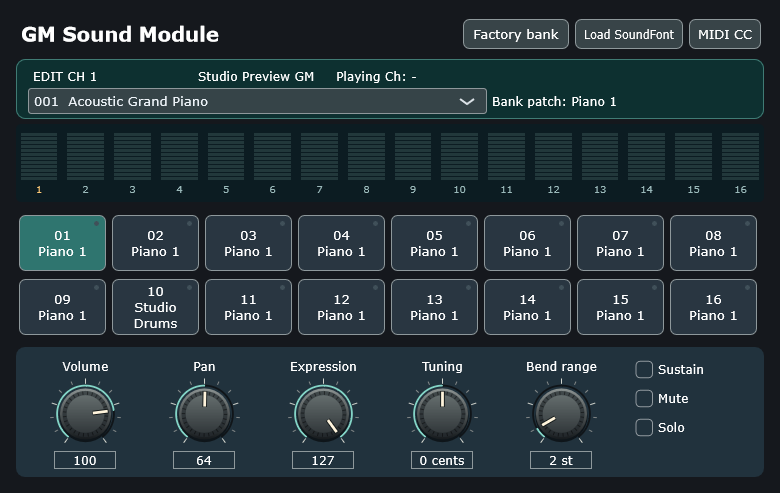 GM Sound Module
Factory bank
Load SoundFont
MIDI CC
EDIT CH 1
Studio Preview GM
Playing Ch: -
001 Acoustic Grand Piano
Bank patch: Piano 1
1 2 3 4 5 6 7 8 9 10 11 12 13 14 15 16
01
Piano 1
02
Piano 1
03
Piano 1
04
Piano 1
05
Piano 1
06
Piano 1
07
Piano 1
08
Piano 1
09
Piano 1
10
Studio
Drums
11
Piano 1
12
Piano 1
13
Piano 1
14
Piano 1
15
Piano 1
16
Piano 1
Volume
Pan
Expression
Tuning
Bend range
100
64
127
0 cents
2 st
Sustain
Mute
Solo